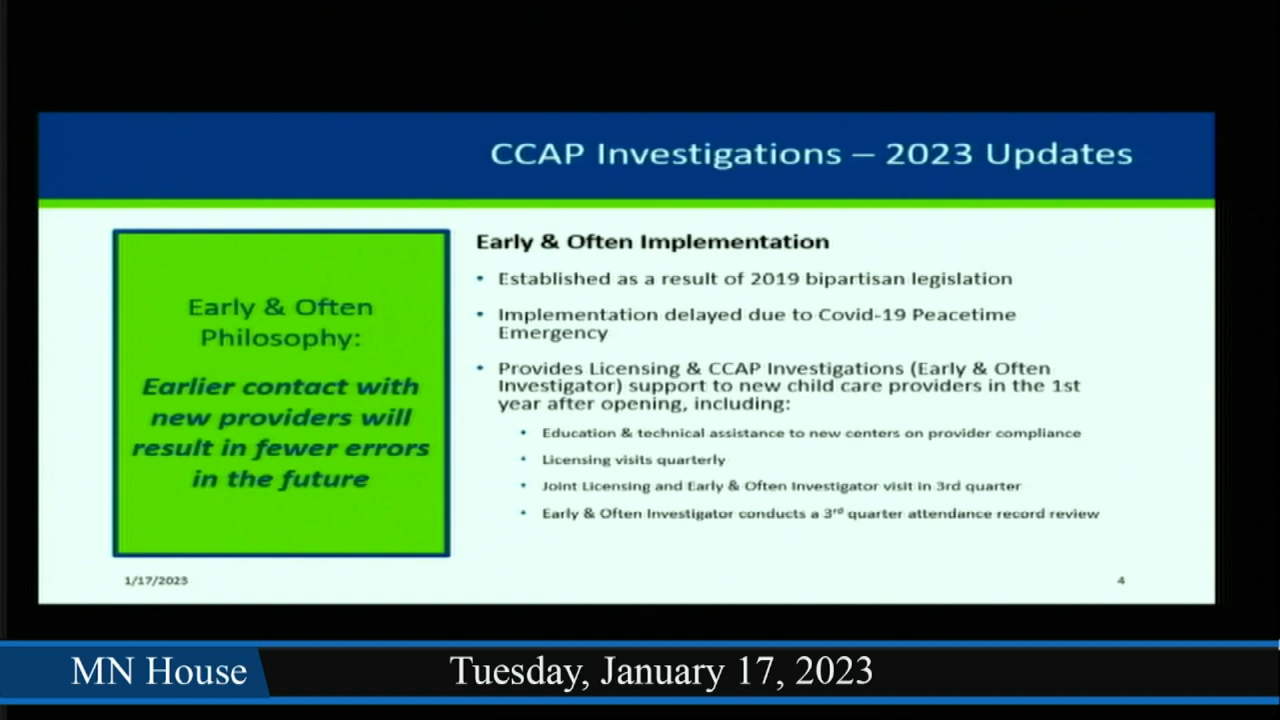 CCAP Investigations – 2023 Updates
Early & Often
Philosophy:
Earlier contact with
new providers will
result in fewer errors
in the future
Early & Often Implementation
• Established as a result of 2019 bipartisan legislation
• Implementation delayed due to Covid-19 Peacetime
Emergency
• Provides Licensing & CCAP Investigations (Early & Often
Investigator) support to new child care providers in the 1st
year after opening, including:
• Education & technical assistance to new centers on provider compliance
• Licensing visits quarterly
• Joint Licensing and Early & Often Investigator visit in 3rd quarter
• Early & Often Investigator conducts a 3rd quarter attendance record review
1/17/2023
4
MN House
Tuesday, January 17, 2023